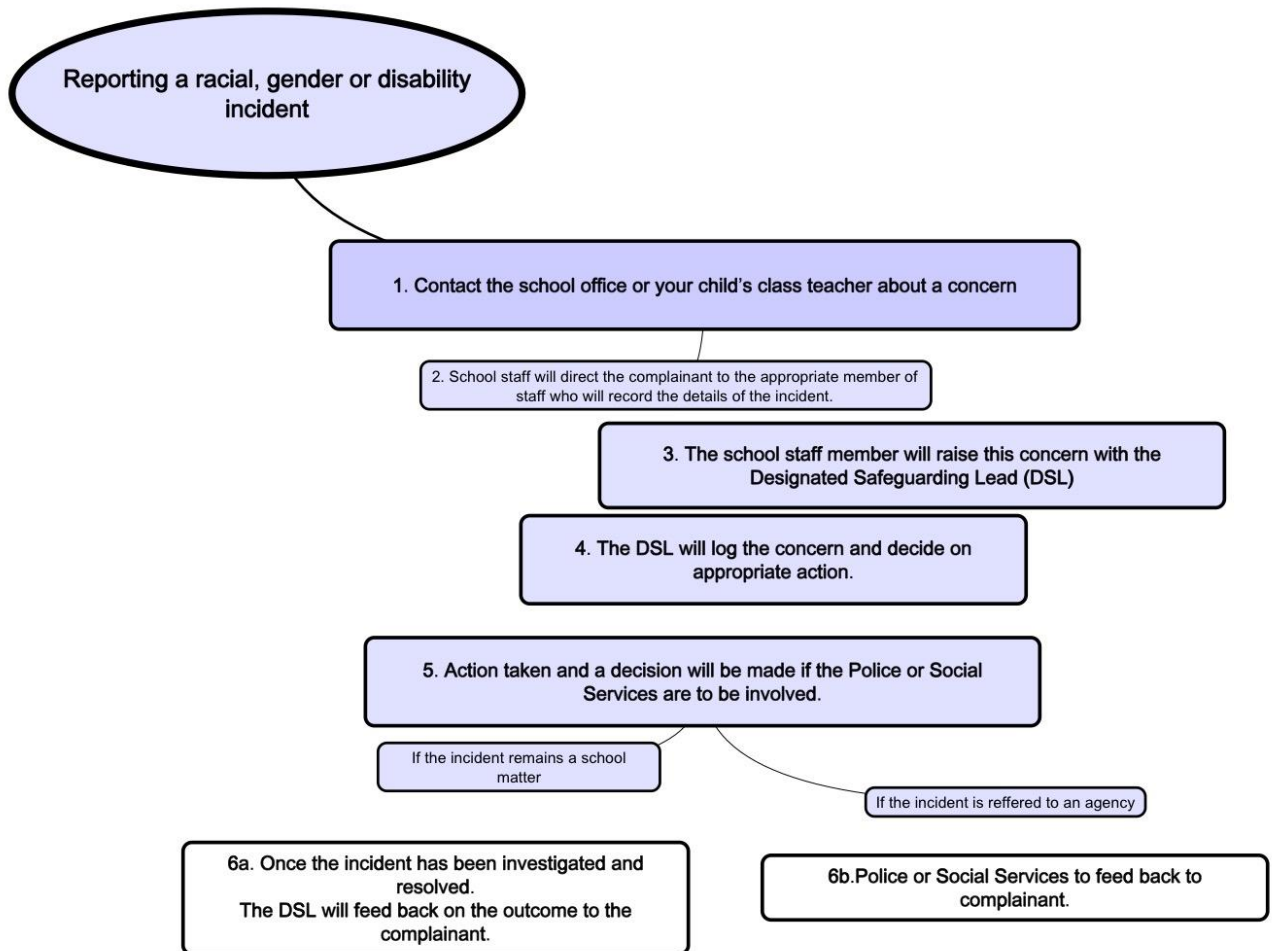 Reporting a racial, gender or disability
incident
1. Contact the school office or your child's class teacher about a concern
2. School staff will direct the complainant to the appropriate member of
staff who will record the details of the incident.
3. The school staff member will raise this concern with the
Designated Safeguarding Lead (DSL)
4. The DSL will log the concern and decide on
appropriate action.
5. Action taken and a decision will be made if the Police or Social
Services are to be involved.
If the incident remains a school
matter
If the incident is reffered to an agency
6a. Once the incident has been investigated and
resolved.
The DSL will feed back on the outcome to the
complainant.
6b.Police or Social Services to feed back to
complainant.